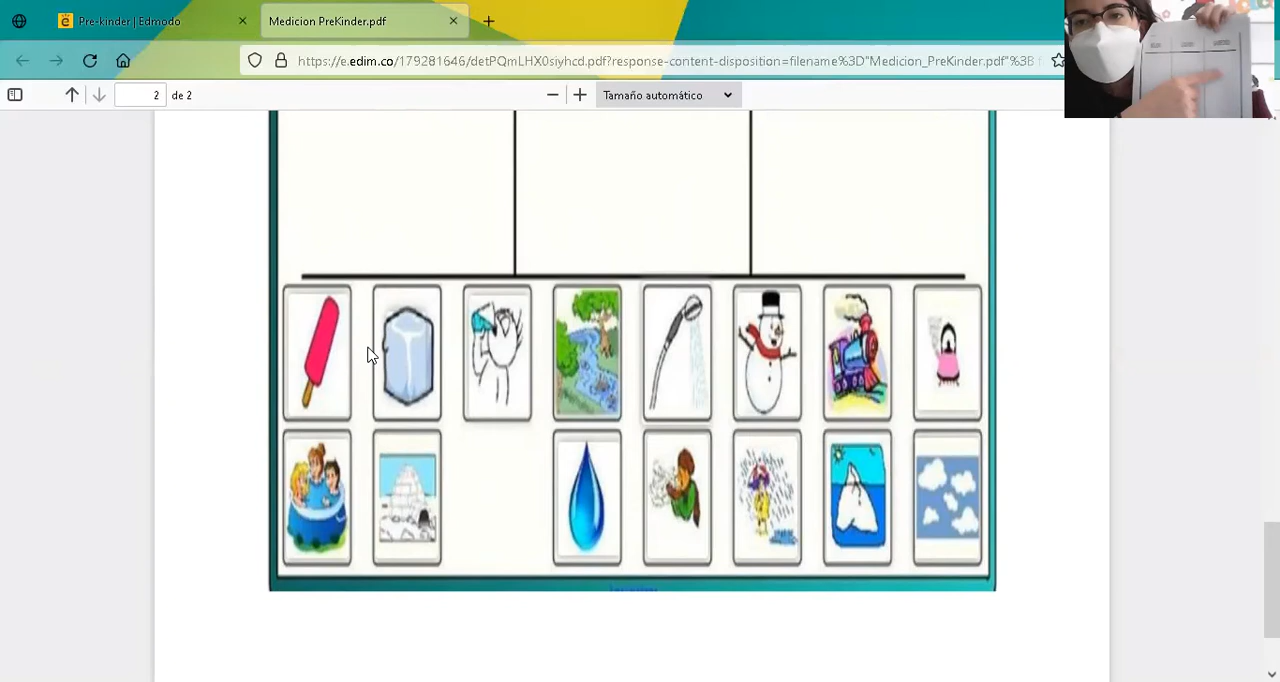 Pre-kinder | Edmodo
Medicion PreKinder.pdf
https://e.edim.co/179281646/detPQmLHX0siyhcd.pdf?response-content-disposition=filename%3D"Medicion_PreKinder.pdf"%3B f
2 de 2
Tamaño automático